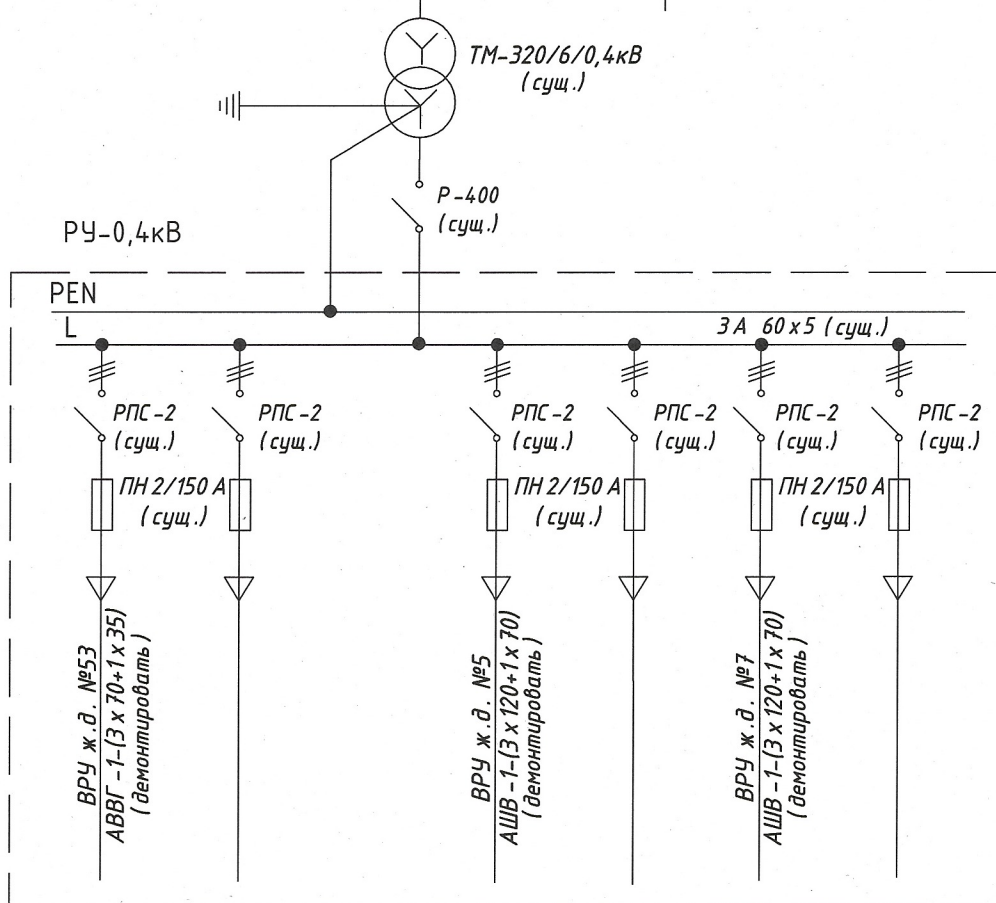 ТМ-320/6/0,4кВ
(сущ.)
Р-400
(сущ.)
РУ-0,4кВ
PEN
L
3 А 60х5 (сущ.)
РПС-2
(сущ.)
РПС-2
(сущ.)
РПС-2
(сущ.)
РПС-2
(сущ.)
РПС-2
(сущ.)
РПС-2
(сущ.)
ПН 2/150 А
(сущ.)
ПН 2/150 А
(сущ.)
ПН 2/150 А
(сущ.)
ВРУ ж.д. №53
АВВГ -1-(3 х 70+1 х 35)
(демонтировать)
ВРУ ж.д. №5
АШВ -1-(3 х 120+1 х 70)
(демонтировать)
ВРУ ж.д. №7
АШВ -1-(3 х 120+1 х 70)
(демонтировать)